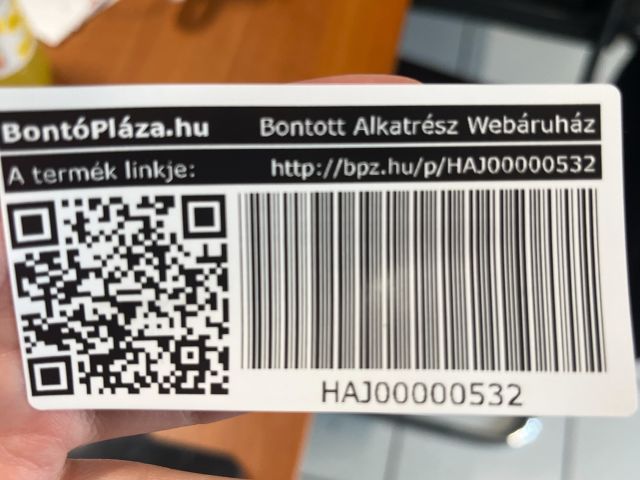 BontóPláza.hu Bontott Alkatrész Webáruház
A termék linkje: http://bpz.hu/p/HAJ00000532
HAJ00000532